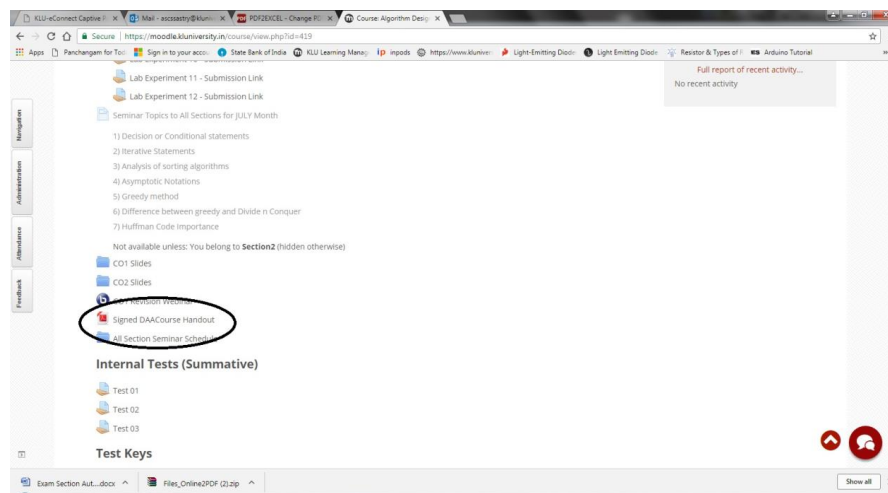 KLU-eConnect Captive P
Mail - ascssastry@kluniv
PDF2EXCEL - Change PD
Course: Algorithm Desig
Secure | https://moodle.kluniversity.in/course/view.php?id=419
Apps
Panchangam for Tod
Sign in to your accou
State Bank of India
KLU Learning Manag
inpods
https://www.kluniver
Light-Emitting Diode
Light Emitting Diode
Resistor & Types of
Arduino Tutorial
Full report of recent activity...
No recent activity
Navigation
Administration
Attendance
Feedback
Lab Experiment 11 - Submission Link
Lab Experiment 12 - Submission Link
Seminar Topics to All Sections for JULY Month
1) Decision or Conditional statements
2) Iterative Statements
3) Analysis of sorting algorithms
4) Asymptotic Notations
5) Greedy method
6) Difference between greedy and Divide n Conquer
7) Huffman Code Importance
Not available unless: You belong to Section2 (hidden otherwise)
CO1 Slides
CO2 Slides
CO1 Revision Webinar
Signed DAACourse Handout
All Section Seminar Schedule
Internal Tests (Summative)
Test 01
Test 02
Test 03
Test Keys
Exam Section Aut....docx
Files_Online2PDF (2).zip
Show all